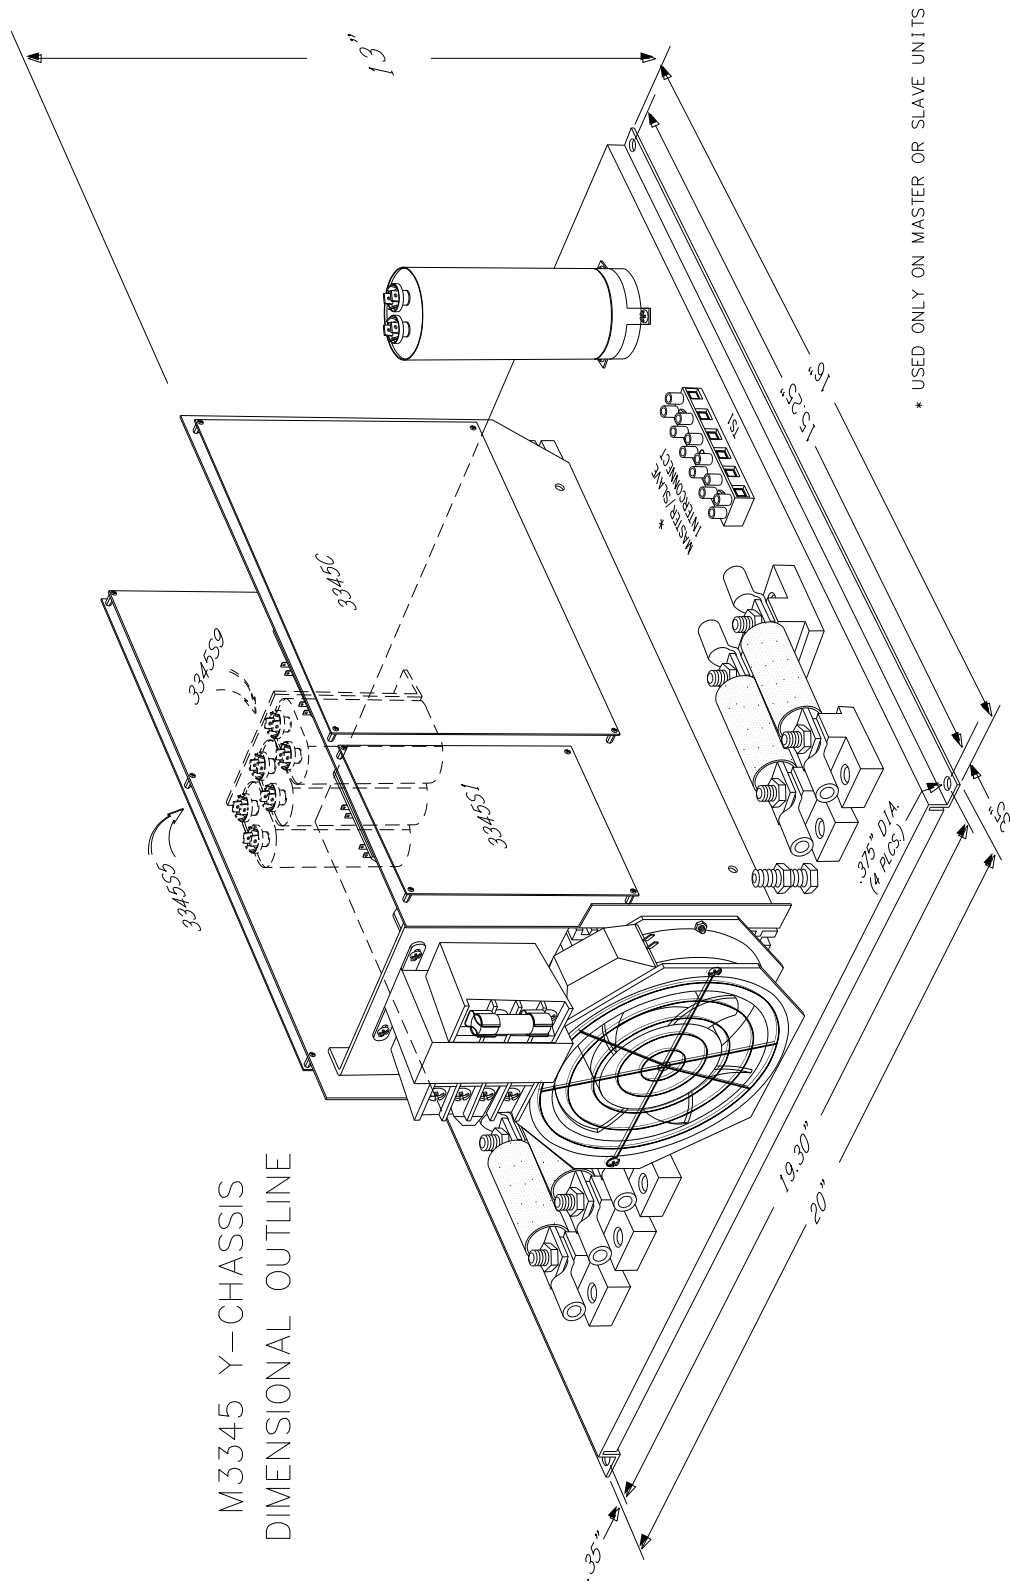 M3345 Y-CHASSIS
DIMENSIONAL OUTLINE
13"
3345S5
3345S9
3345C
3345S1
*
MASTER/SLAVE
INTERCONNECT
TS1
16"
15.25"
.375" DIA.
(4 PLCS.)
.35"
19.30"
20"
.35"
* USED ONLY ON MASTER OR SLAVE UNITS